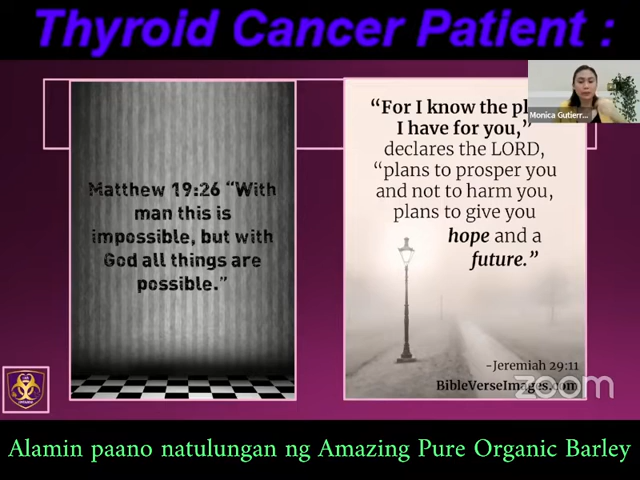 Thyroid Cancer Patient :
Matthew 19:26 “With
man this is
impossible, but with
God all things are
possible.”
“For I know the
I have for you,”
declares the LORD,
“plans to prosper you
and not to harm you,
plans to give you
hope and a
future.”
-Jeremiah 29:11
BibleVerseImages.com
Monica Gutierr...
zoom
Alamin paano natulungan ng Amazing Pure Organic Barley